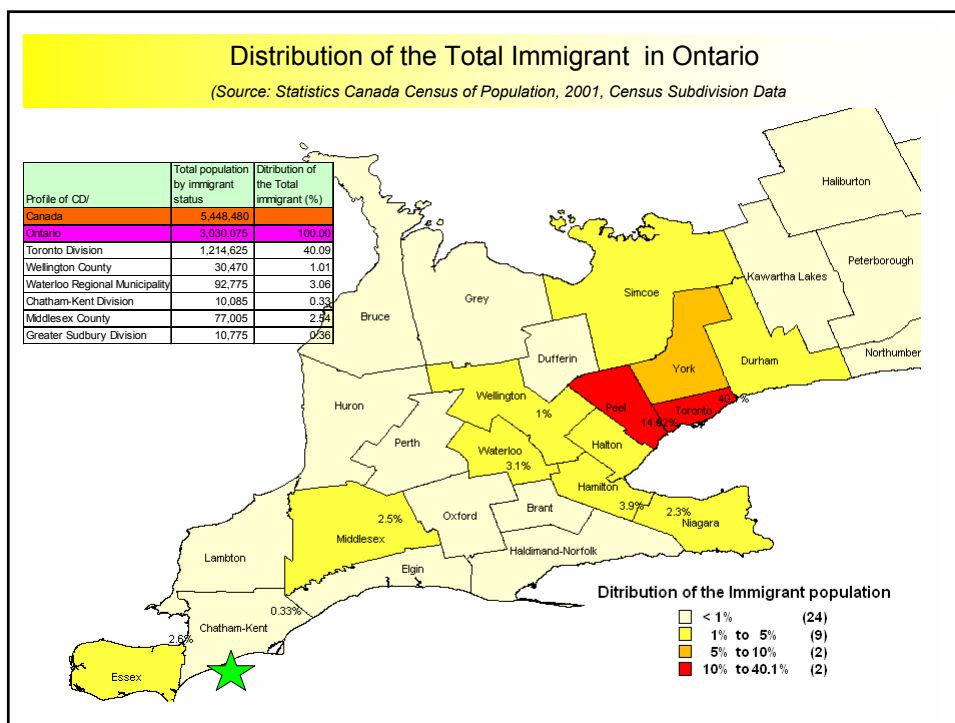 Distribution of the Total Immigrant in Ontario
(Source: Statistics Canada Census of Population, 2001, Census Subdivision Data
Profile of CD/ Total population by immigrant status Ditribution of the Total immigrant (%)
Canada 5,448,480
Ontario 3,030,075 100.00
Toronto Division 1,214,625 40.09
Wellington County 30,470 1.01
Waterloo Regional Municipality 92,775 3.06
Chatham-Kent Division 10,085 0.33
Middlesex County 77,005 2.54
Greater Sudbury Division 10,775 0.36
Haliburton
Peterborough
Kawartha Lakes
Northumber
Simcoe
Grey
Bruce
Dufferin
York
Durham
Huron
Wellington
1%
Peel
14.82%
Toronto
40.1%
Perth
Waterloo
3.1%
Halton
Hamilton
3.9%
2.3%
Niagara
Brant
Oxford
2.5%
Middlesex
Haldimand-Norfolk
Lambton
Elgin
0.33%
Chatham-Kent
2.6%
Essex
Ditribution of the Immigrant population
< 1% (24)
1% to 5% (9)
5% to 10% (2)
10% to 40.1% (2)